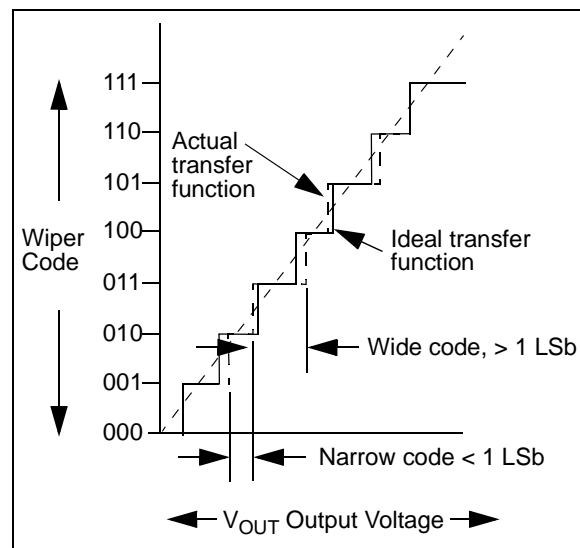 111
110
Actual
transfer
function
101
100
Wiper
Code
Ideal transfer
function
011
010
Wide code, > 1 LSb
001
000
Narrow code < 1 LSb
VOUT Output Voltage